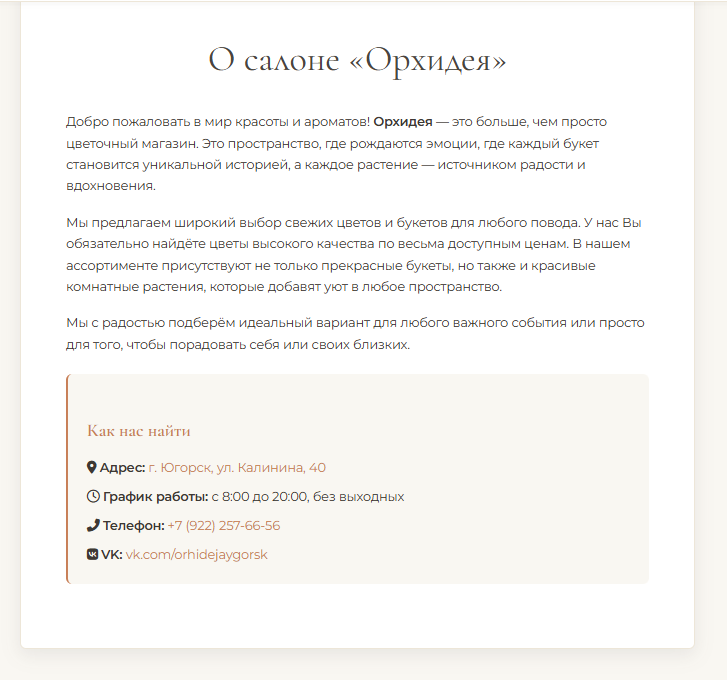 О салоне «Орхидея»
Добро пожаловать в мир красоты и ароматов! Орхидея — это больше, чем просто
цветочный магазин. Это пространство, где рождаются эмоции, где каждый букет
становится уникальной историей, а каждое растение — источником радости и
вдохновения.
Мы предлагаем широкий выбор свежих цветов и букетов для любого повода. У нас Вы
обязательно найдёте цветы высокого качества по весьма доступным ценам. В нашем
ассортименте присутствуют не только прекрасные букеты, но также и красивые
комнатные растения, которые добавят уют в любое пространство.
Мы с радостью подберём идеальный вариант для любого важного события или просто
для того, чтобы порадовать себя или своих близких.
Как нас найти
Адрес: г. Югорск, ул. Калинина, 40
График работы: с 8:00 до 20:00, без выходных
Телефон: +7 (922) 257-66-56
VK: vk.com/orhidejaygorsk